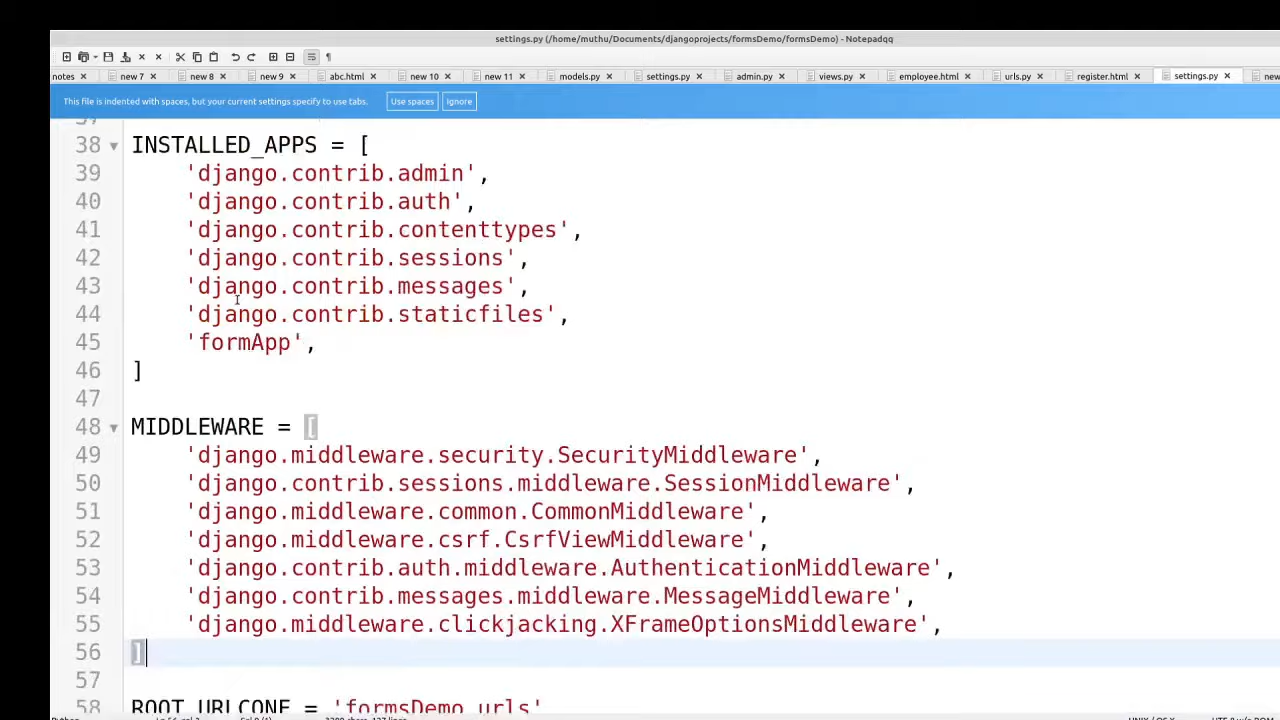 settings.py (/home/muthu/Documents/djangoprojects/formsDemo/formsDemo) - Notepadqq
notes new 7 new 8 new 9 abc.html new 10 new 11 models.py settings.py admin.py views.py employee.html urls.py register.html settings.py
This file is indented with spaces, but your current settings specify to use tabs. Use spaces Ignore
38 INSTALLED_APPS = [
39 'django.contrib.admin',
40 'django.contrib.auth',
41 'django.contrib.contenttypes',
42 'django.contrib.sessions',
43 'django.contrib.messages',
44 'django.contrib.staticfiles',
45 'formApp',
46 ]
47
48 MIDDLEWARE = [
49 'django.middleware.security.SecurityMiddleware',
50 'django.contrib.sessions.middleware.SessionMiddleware',
51 'django.middleware.common.CommonMiddleware',
52 'django.middleware.csrf.CsrfViewMiddleware',
53 'django.contrib.auth.middleware.AuthenticationMiddleware',
54 'django.contrib.messages.middleware.MessageMiddleware',
55 'django.middleware.clickjacking.XFrameOptionsMiddleware',
56 ]
57
58 ROOT_URLCONF = 'formsDemo.urls'